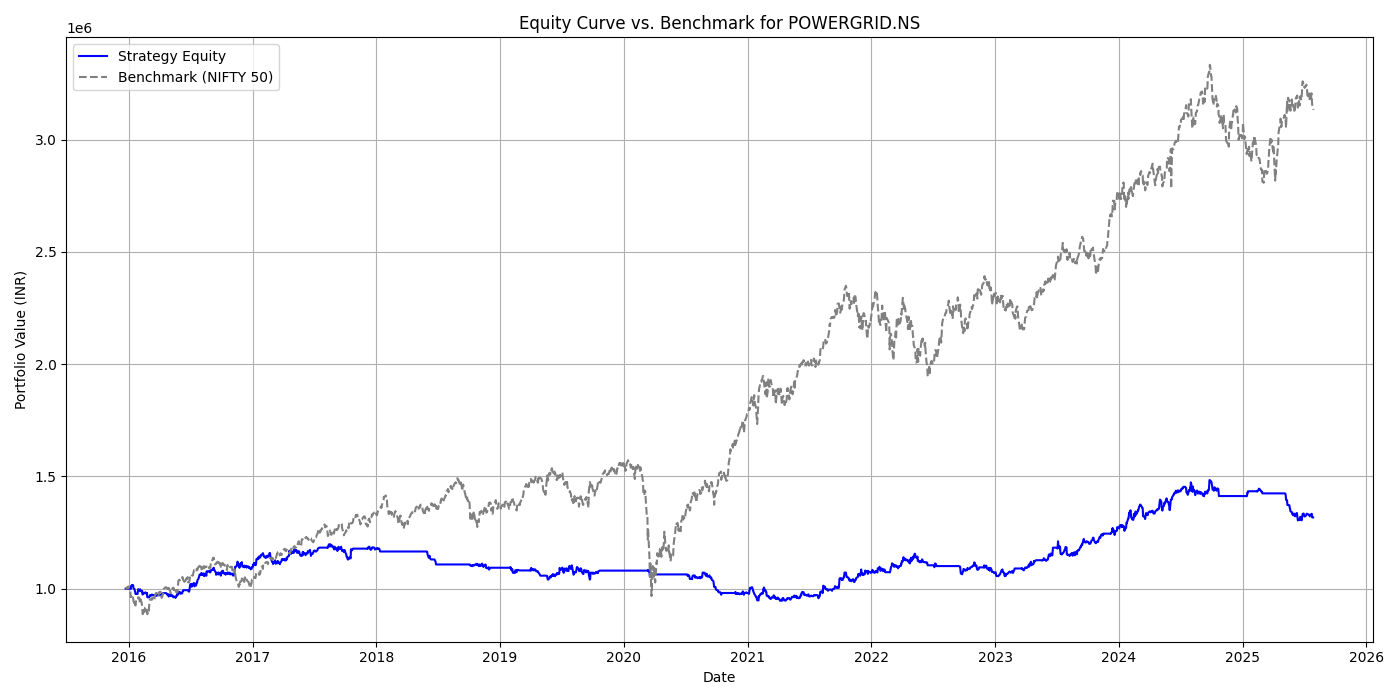 Equity Curve vs. Benchmark for POWERGRID.NS
1e6
Strategy Equity
Benchmark (NIFTY 50)
Portfolio Value (INR)
3.0
2.5
2.0
1.5
1.0
2016 2017 2018 2019 2020 2021 2022 2023 2024 2025 2026
Date